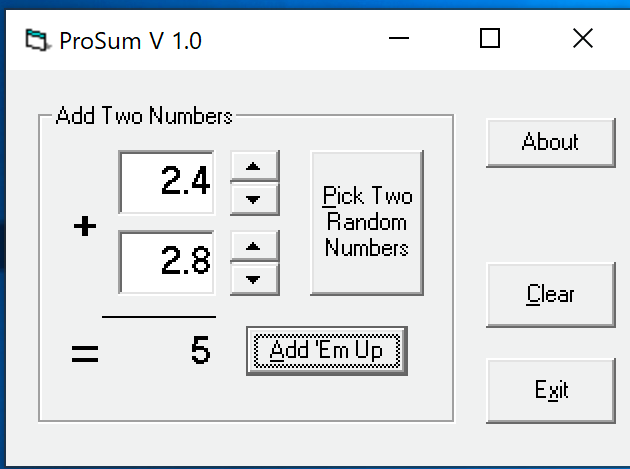 ProSum V 1.0
Add Two Numbers
2.4
+
2.8
= 5
Pick Two
Random
Numbers
Add 'Em Up
About
Clear
Exit